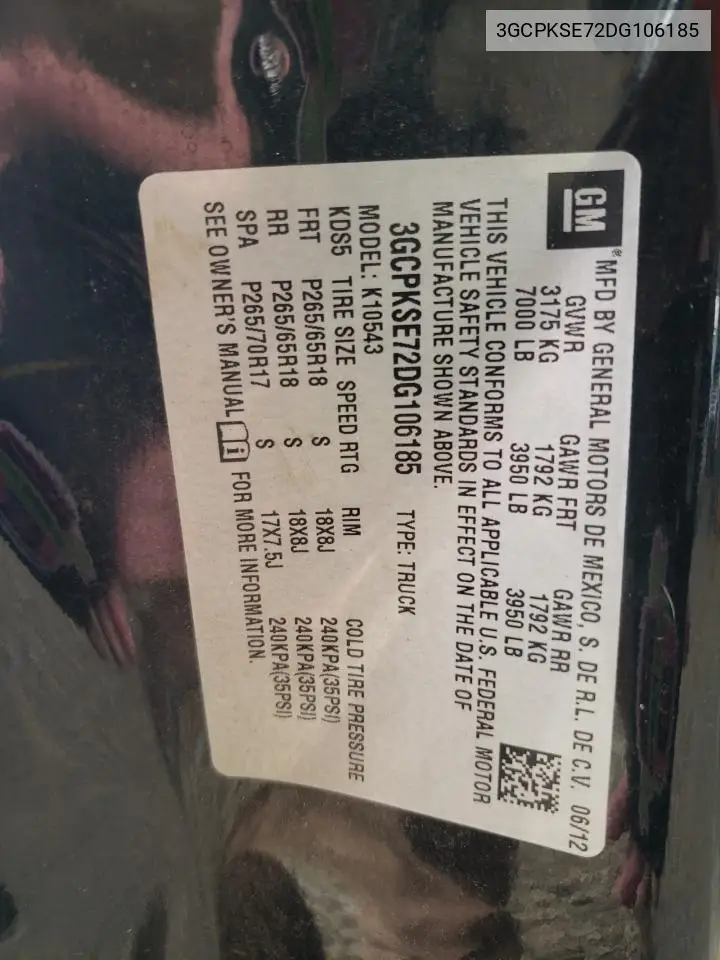 3GCPKSE72DG106185
GM ® MFD BY GENERAL MOTORS DE MEXICO, S. DE R.L. DE C.V. 06/12
GVWR GAWR FRT GAWR RR
3175 KG 1792 KG 1792 KG
7000 LB 3950 LB 3950 LB
THIS VEHICLE CONFORMS TO ALL APPLICABLE U.S. FEDERAL MOTOR
VEHICLE SAFETY STANDARDS IN EFFECT ON THE DATE OF
MANUFACTURE SHOWN ABOVE.
3GCPKSE72DG106185 TYPE: TRUCK
MODEL: K10543
KDS5 TIRE SIZE SPEED RTG RIM COLD TIRE PRESSURE
FRT P265/65R18 S 18X8J 240KPA(35PSI)
RR P265/65R18 S 18X8J 240KPA(35PSI)
SPA P265/70R17 S 17X7.5J 240KPA(35PSI)
SEE OWNER'S MANUAL i FOR MORE INFORMATION.